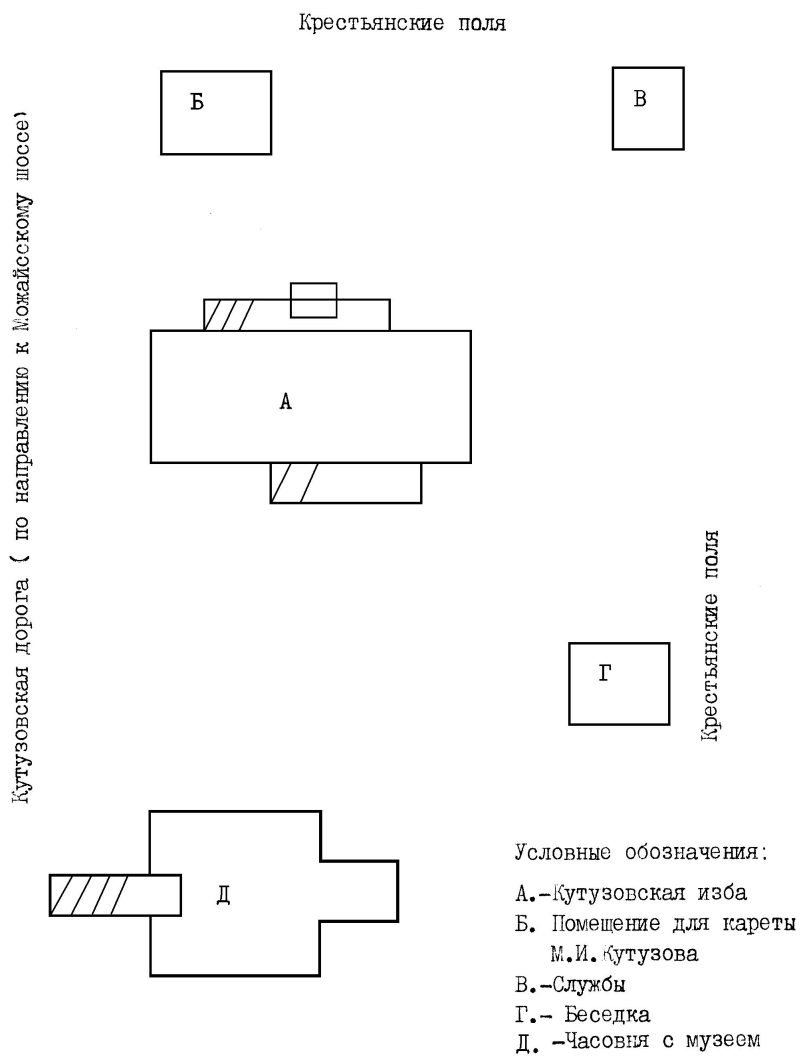 Крестьянские поля
Б
В
Кутузовская дорога ( по направлению к Можайсскому шоссе)
А
Крестьянские поля
Г
Д
Условные обозначения:
А.-Кутузовская изба
Б. Помещение для кареты
М.И.Кутузова
В.-Службы
Г.- Беседка
Д. -Часовня с музеем